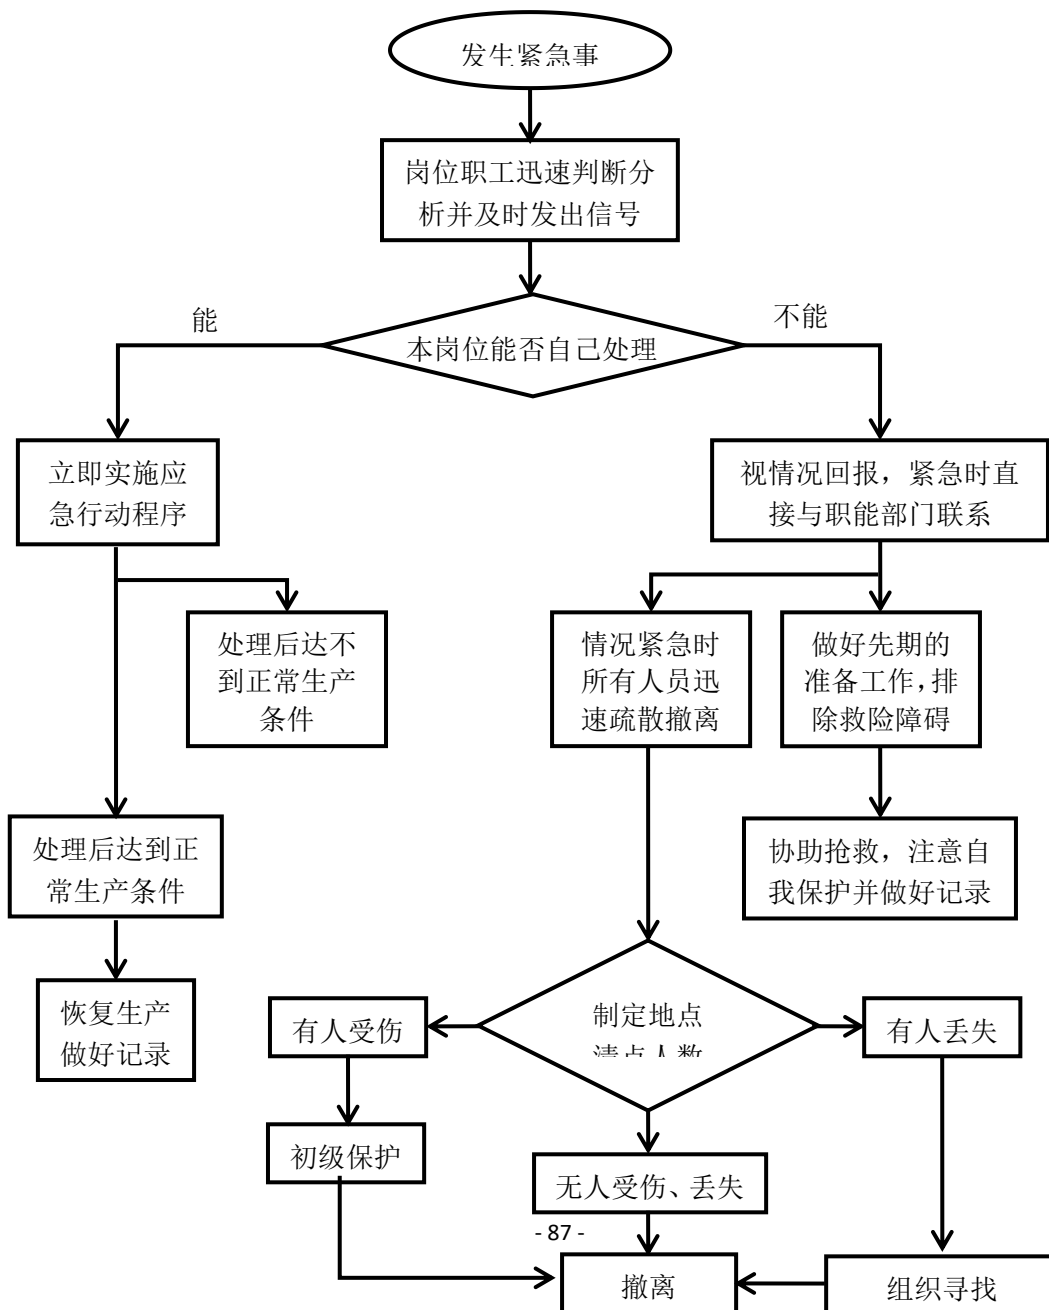 发生紧急事
岗位职工迅速判断分
析并及时发出信号
能
不能
本岗位能否自己处理
立即实施应
急行动程序
视情况回报，紧急时直
接与职能部门联系
处理后达不
到正常生产
条件
情况紧急时
所有人员迅
速疏散撤离
做好先期的
准备工作，排
除救险障碍
处理后达到正
常生产条件
协助抢救，注意自
我保护并做好记录
恢复生产
做好记录
有人受伤
制定地点
清点人数
有人丢失
初级保护
无人受伤、丢失
- 87 -
撤离
组织寻找